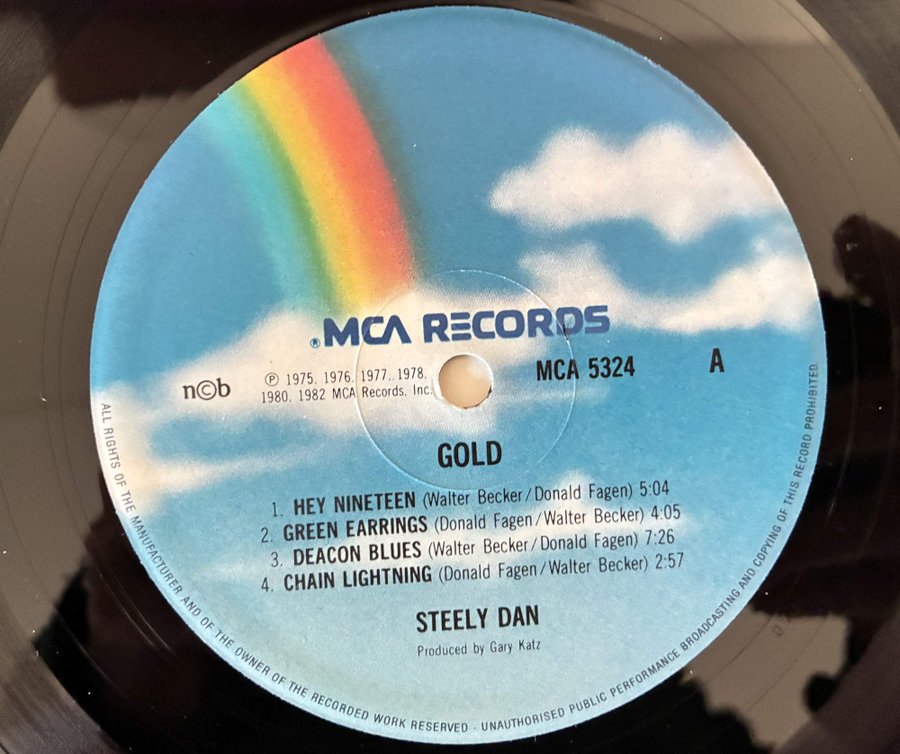 ®MCA RECORDS
n©b
℗ 1975. 1976. 1977. 1978.
1980. 1982 MCA Records. Inc.
MCA 5324
A
GOLD
1. HEY NINETEEN (Walter Becker/Donald Fagen) 5:04
2. GREEN EARRINGS (Donald Fagen/Walter Becker) 4:05
3. DEACON BLUES (Walter Becker/Donald Fagen) 7:26
4. CHAIN LIGHTNING (Donald Fagen/Walter Becker) 2:57
STEELY DAN
Produced by Gary Katz
ALL RIGHTS OF THE MANUFACTURER AND OF THE OWNER OF THE RECORDED WORK RESERVED · UNAUTHORISED PUBLIC PERFORMANCE BROADCASTING AND COPYING OF THIS RECORD PROHIBITED